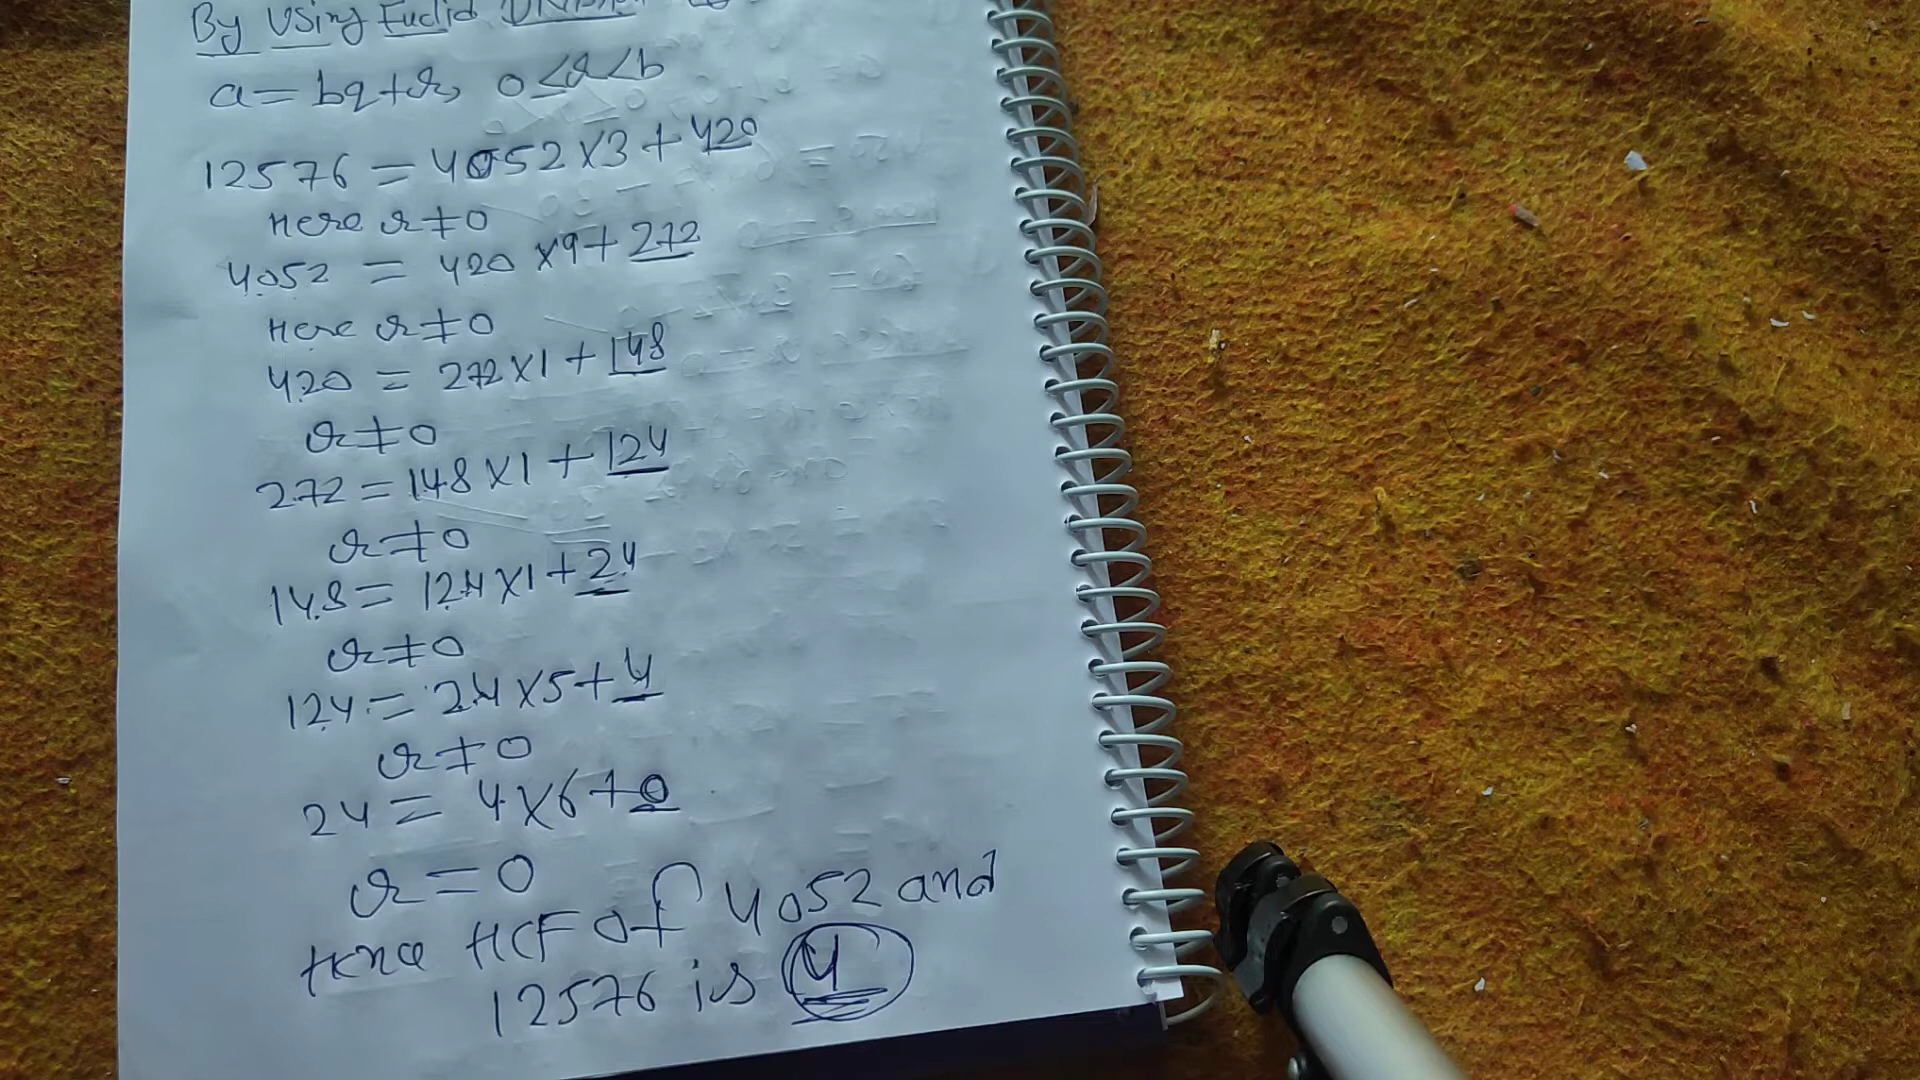 By Using Euclid Division
a = bq+r, 0≤r<b
12576 = 4052×3+420
Here r≠0
4052 = 420×9+272
Here r≠0
420 = 272×1+148
r≠0
272=148×1+124
r≠0
148=124×1+24
r≠0
124=24×5+4
r≠0
24=4×6+0
r=0
Hence HCF of 4052 and
12576 is 4